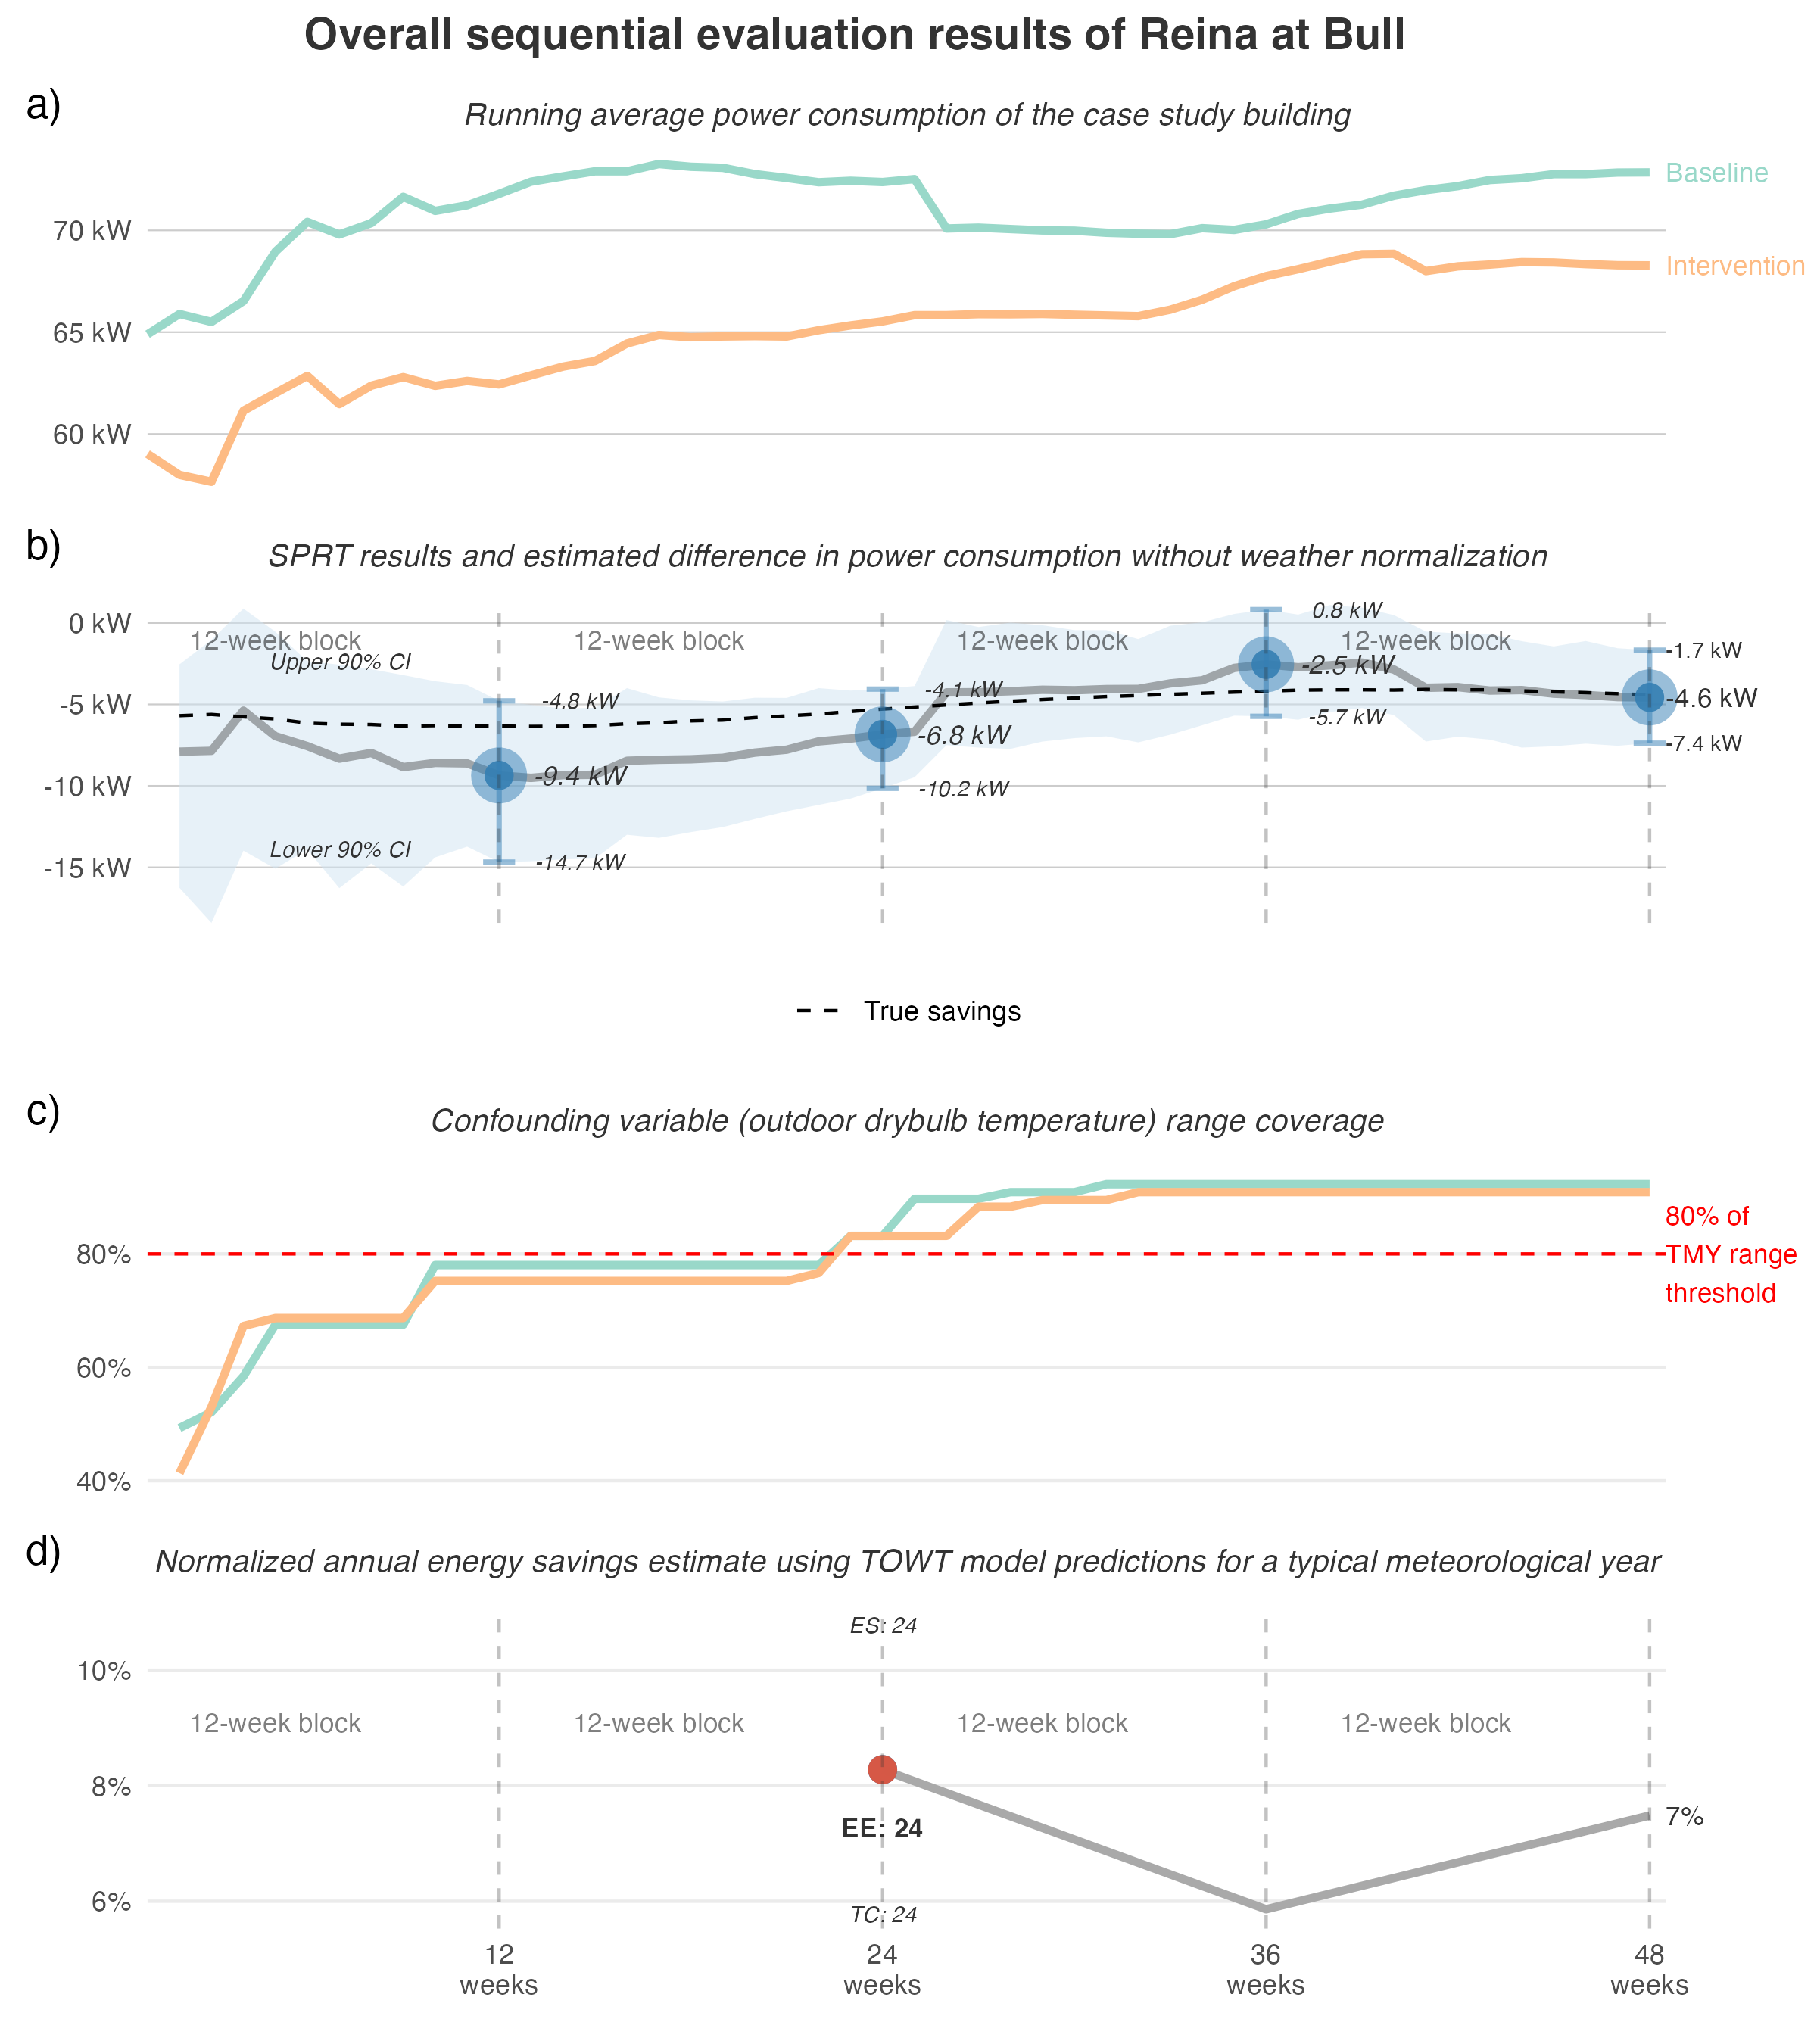 Overall sequential evaluation results of Reina at Bull
a)
Running average power consumption of the case study building
Baseline
70 kW
Intervention
65 kW
60 kW
b)
SPRT results and estimated difference in power consumption without weather normalization
0.8 kW
0 kW
12-week block
12-week block
12-week block
12-week block
Upper 90% CI
-1.7 kW
-2.5 kW
-4.1 kW
-4.8 kW
-4.6 kW
-5 kW
-5.7 kW
-6.8 kW
-7.4 kW
-9.4 kW
-10 kW
-10.2 kW
Lower 90% CI
-14.7 kW
-15 kW
True savings
c)
Confounding variable (outdoor drybulb temperature) range coverage
80% of
TMY range
threshold
80%
60%
40%
d)
Normalized annual energy savings estimate using TOWT model predictions for a typical meteorological year
ES: 24
10%
12-week block
12-week block
12-week block
12-week block
8%
EE: 24
7%
6%
TC: 24
12
weeks
24
weeks
36
weeks
48
weeks